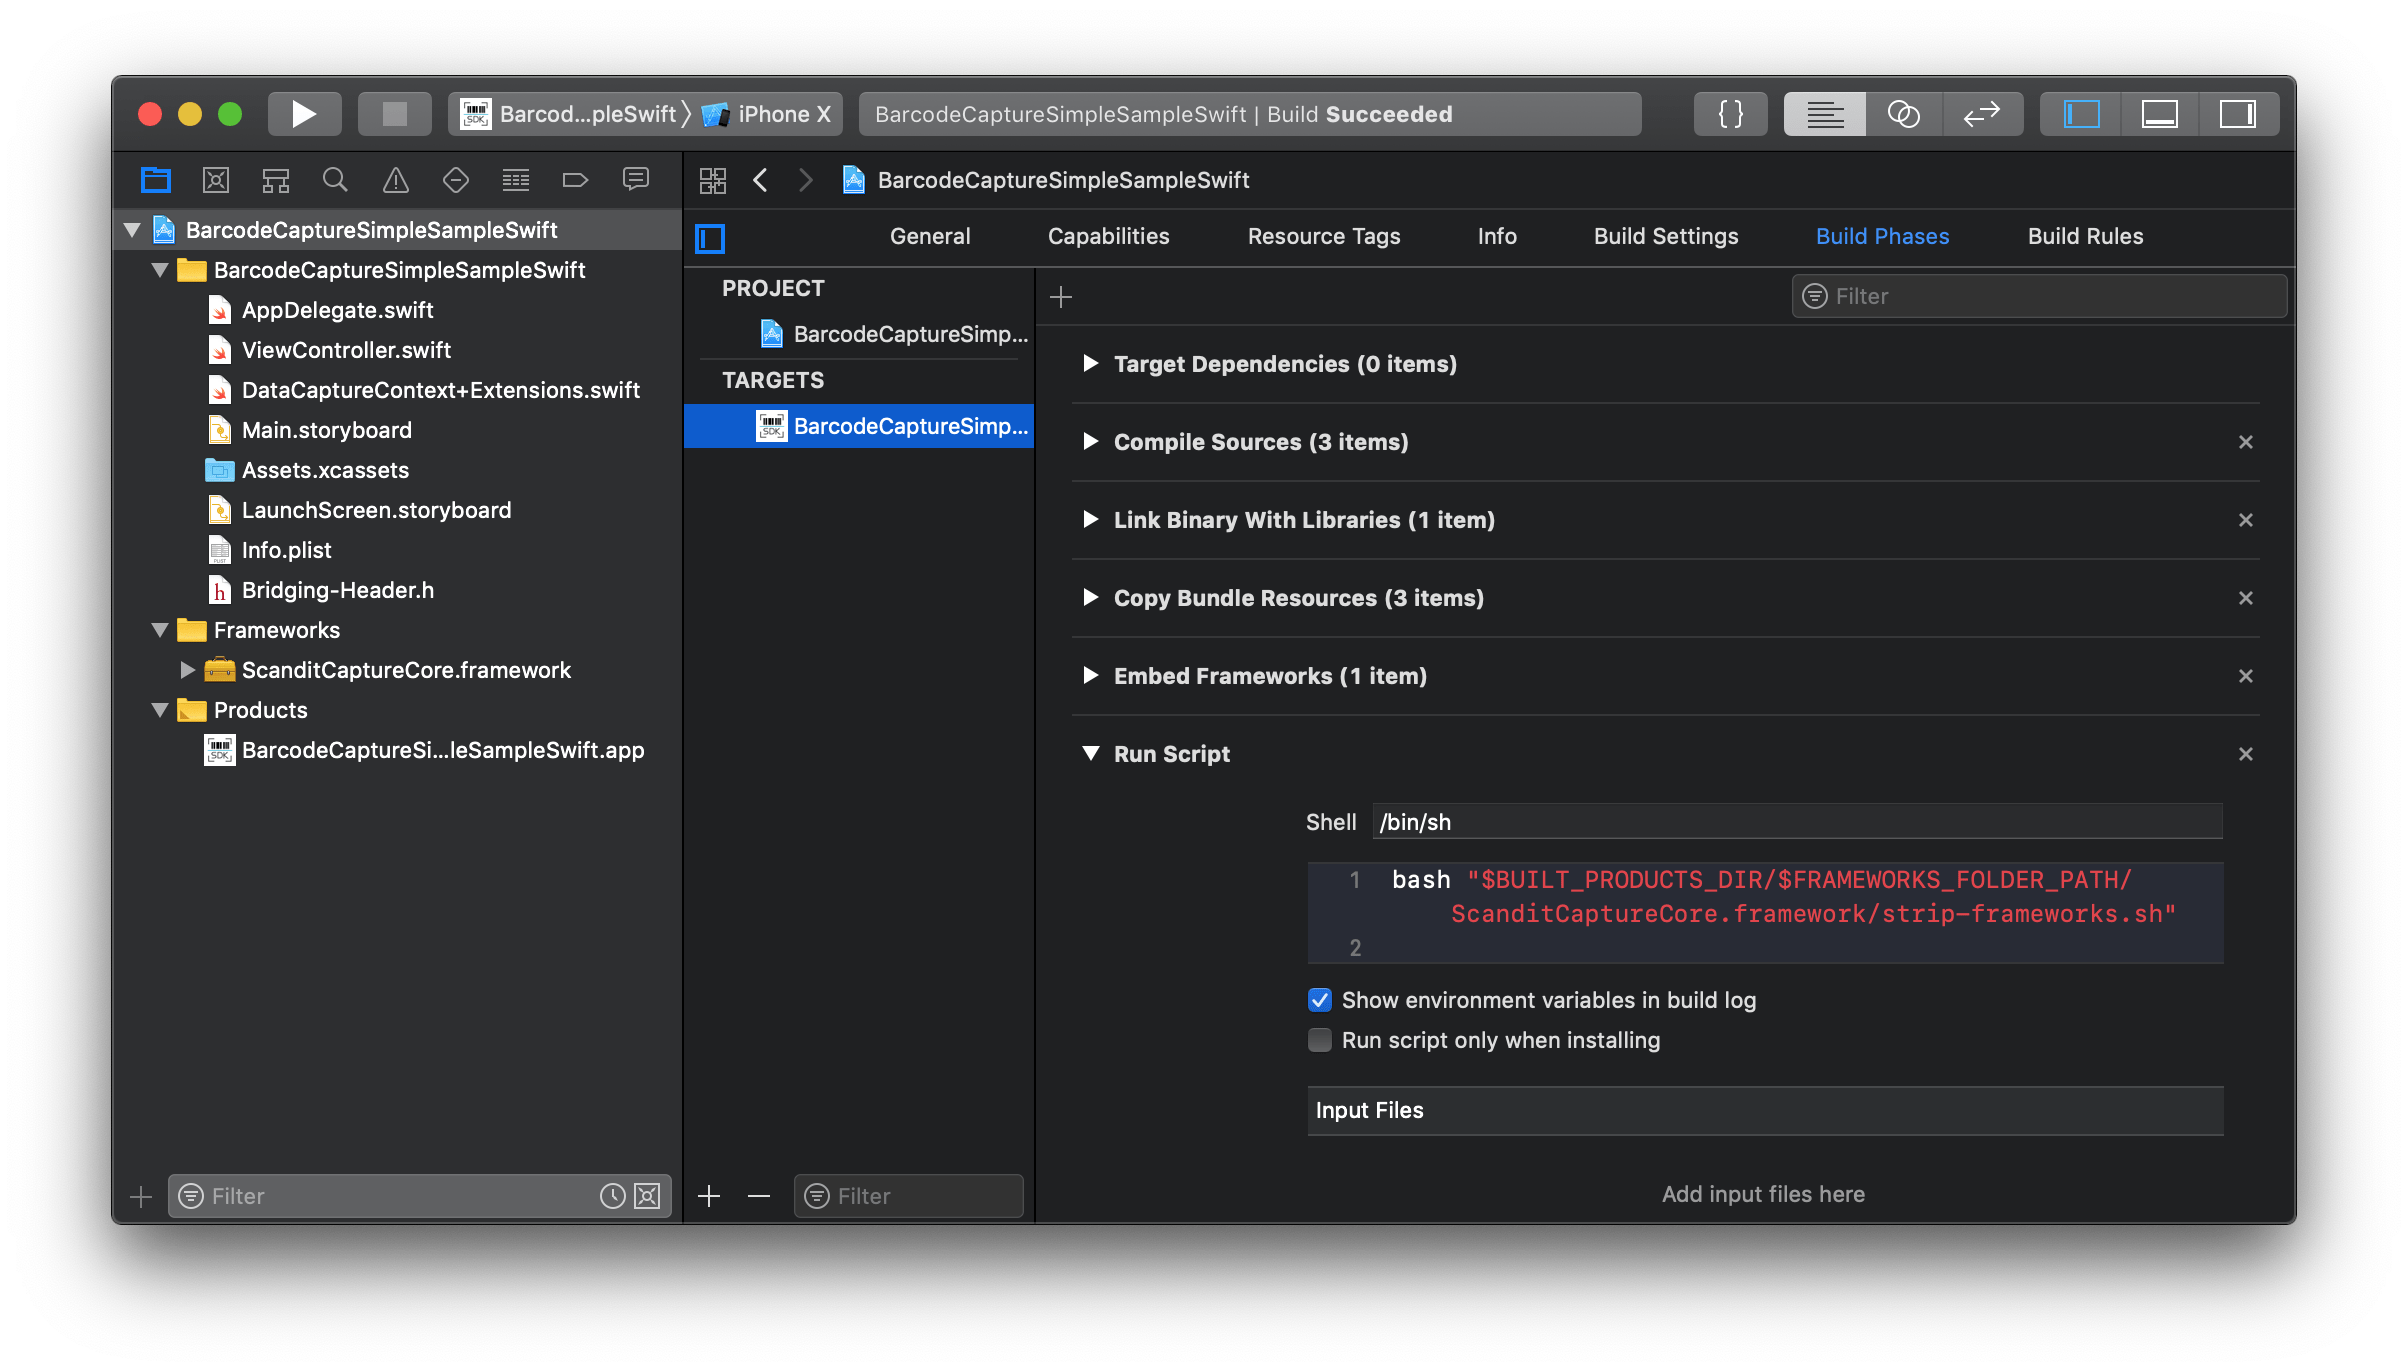 Barcod...pleSwift
iPhone X
BarcodeCaptureSimpleSampleSwift | Build Succeeded
{ }
BarcodeCaptureSimpleSampleSwift
BarcodeCaptureSimpleSampleSwift
AppDelegate.swift
ViewController.swift
DataCaptureContext+Extensions.swift
Main.storyboard
Assets.xcassets
LaunchScreen.storyboard
Info.plist
Bridging-Header.h
Frameworks
ScanditCaptureCore.framework
Products
BarcodeCaptureSi...leSampleSwift.app
Filter
BarcodeCaptureSimpleSampleSwift
General
Capabilities
Resource Tags
Info
Build Settings
Build Phases
Build Rules
PROJECT
BarcodeCaptureSimp...
TARGETS
SDK
BarcodeCaptureSimp...
Filter
Filter
Target Dependencies (0 items)
Compile Sources (3 items)
Link Binary With Libraries (1 item)
Copy Bundle Resources (3 items)
Embed Frameworks (1 item)
Run Script
Shell /bin/sh
1 bash "$BUILT_PRODUCTS_DIR/$FRAMEWORKS_FOLDER_PATH/
ScanditCaptureCore.framework/strip-frameworks.sh"
2
Show environment variables in build log
Run script only when installing
Input Files
Add input files here